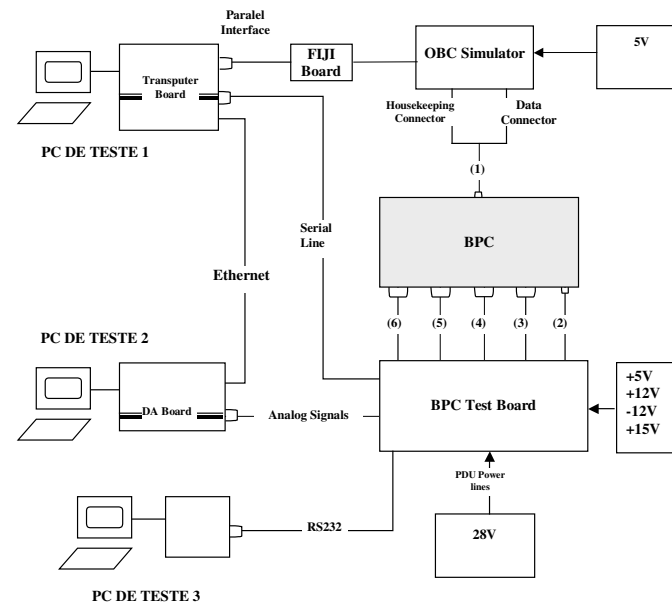 Paralel
Interface
FIJI
Board
OBC Simulator
5V
Transputer
Board
Housekeeping
Connector
Data
Connector
PC DE TESTE 1
(1)
BPC
Serial
Line
Ethernet
(6)
(5)
(4)
(3)
(2)
PC DE TESTE 2
DA Board
Analog Signals
BPC Test Board
+5V
+12V
-12V
+15V
PDU Power
lines
RS232
28V
PC DE TESTE 3